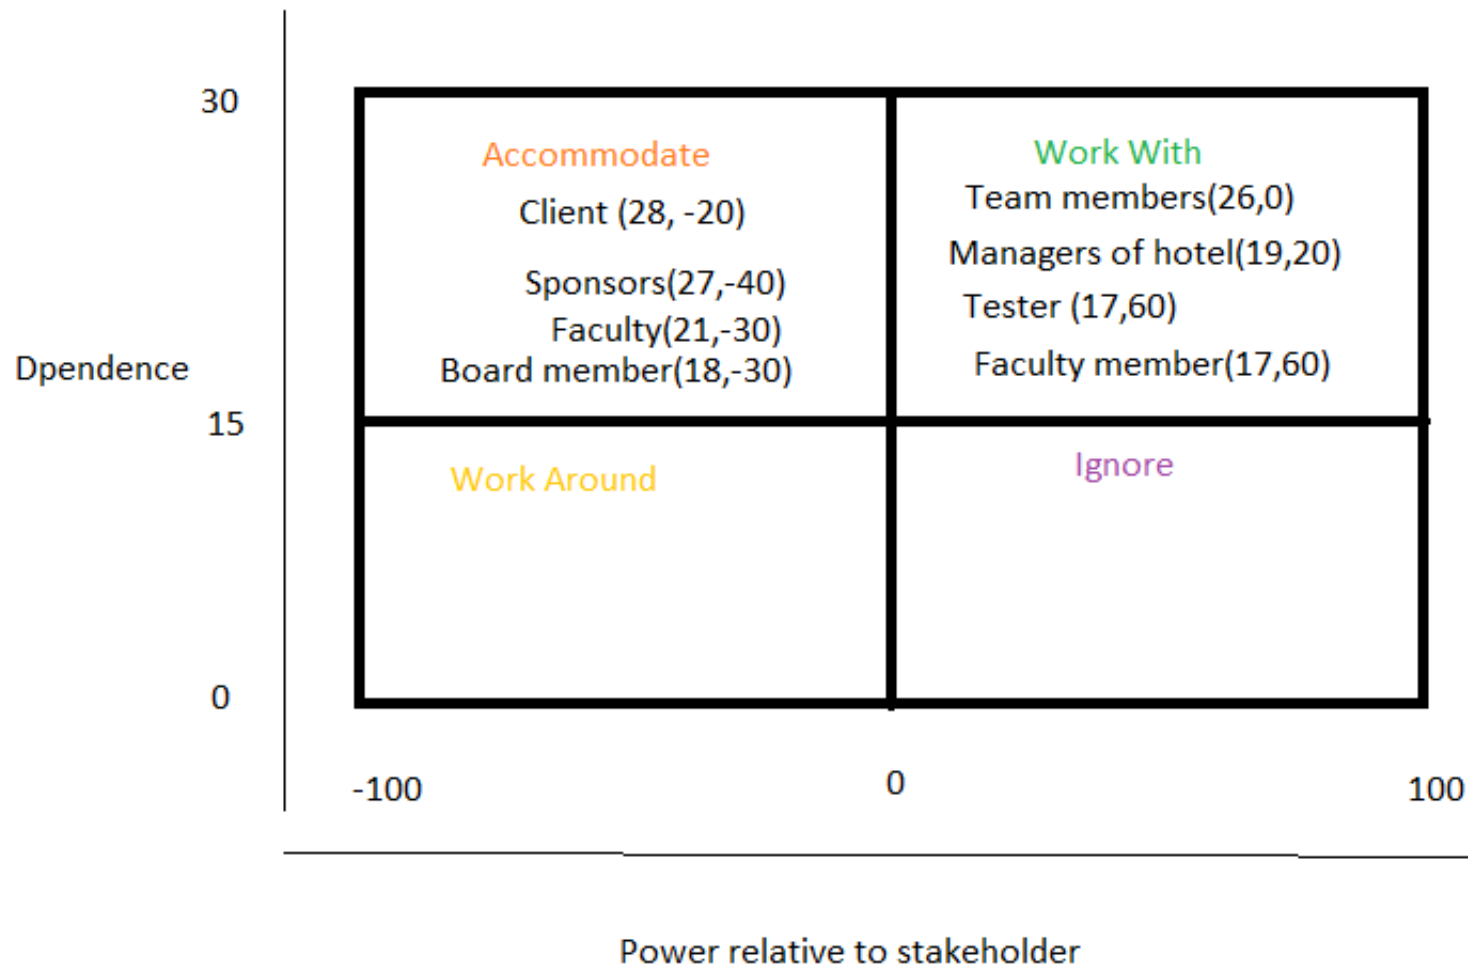 30
Accommodate
Work With
Client (28, -20)
Team members(26,0)
Sponsors(27,-40)
Managers of hotel(19,20)
Faculty(21,-30)
Tester (17,60)
Board member(18,-30)
Faculty member(17,60)
Dpendence
15
Work Around
Ignore
0
-100
0
100
Power relative to stakeholder